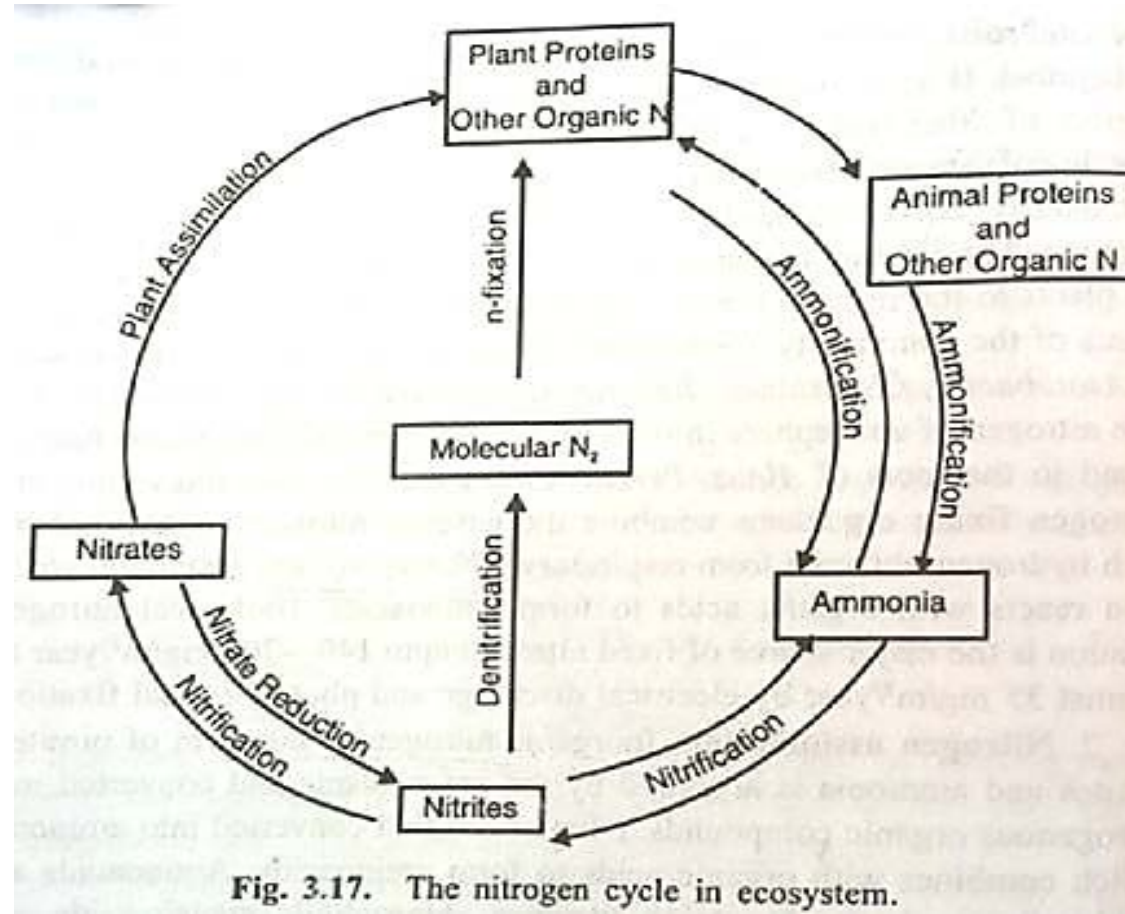 Plant Proteins
and
Other Organic N
Animal Proteins
and
Other Organic N
Plant Assimilation
n-fixation
Ammonification
Ammonification
Molecular N₂
Nitrates
Ammonia
Denitrification
Nitrate Reduction
Nitrification
Nitrification
Nitrites
Fig. 3.17. The nitrogen cycle in ecosystem.